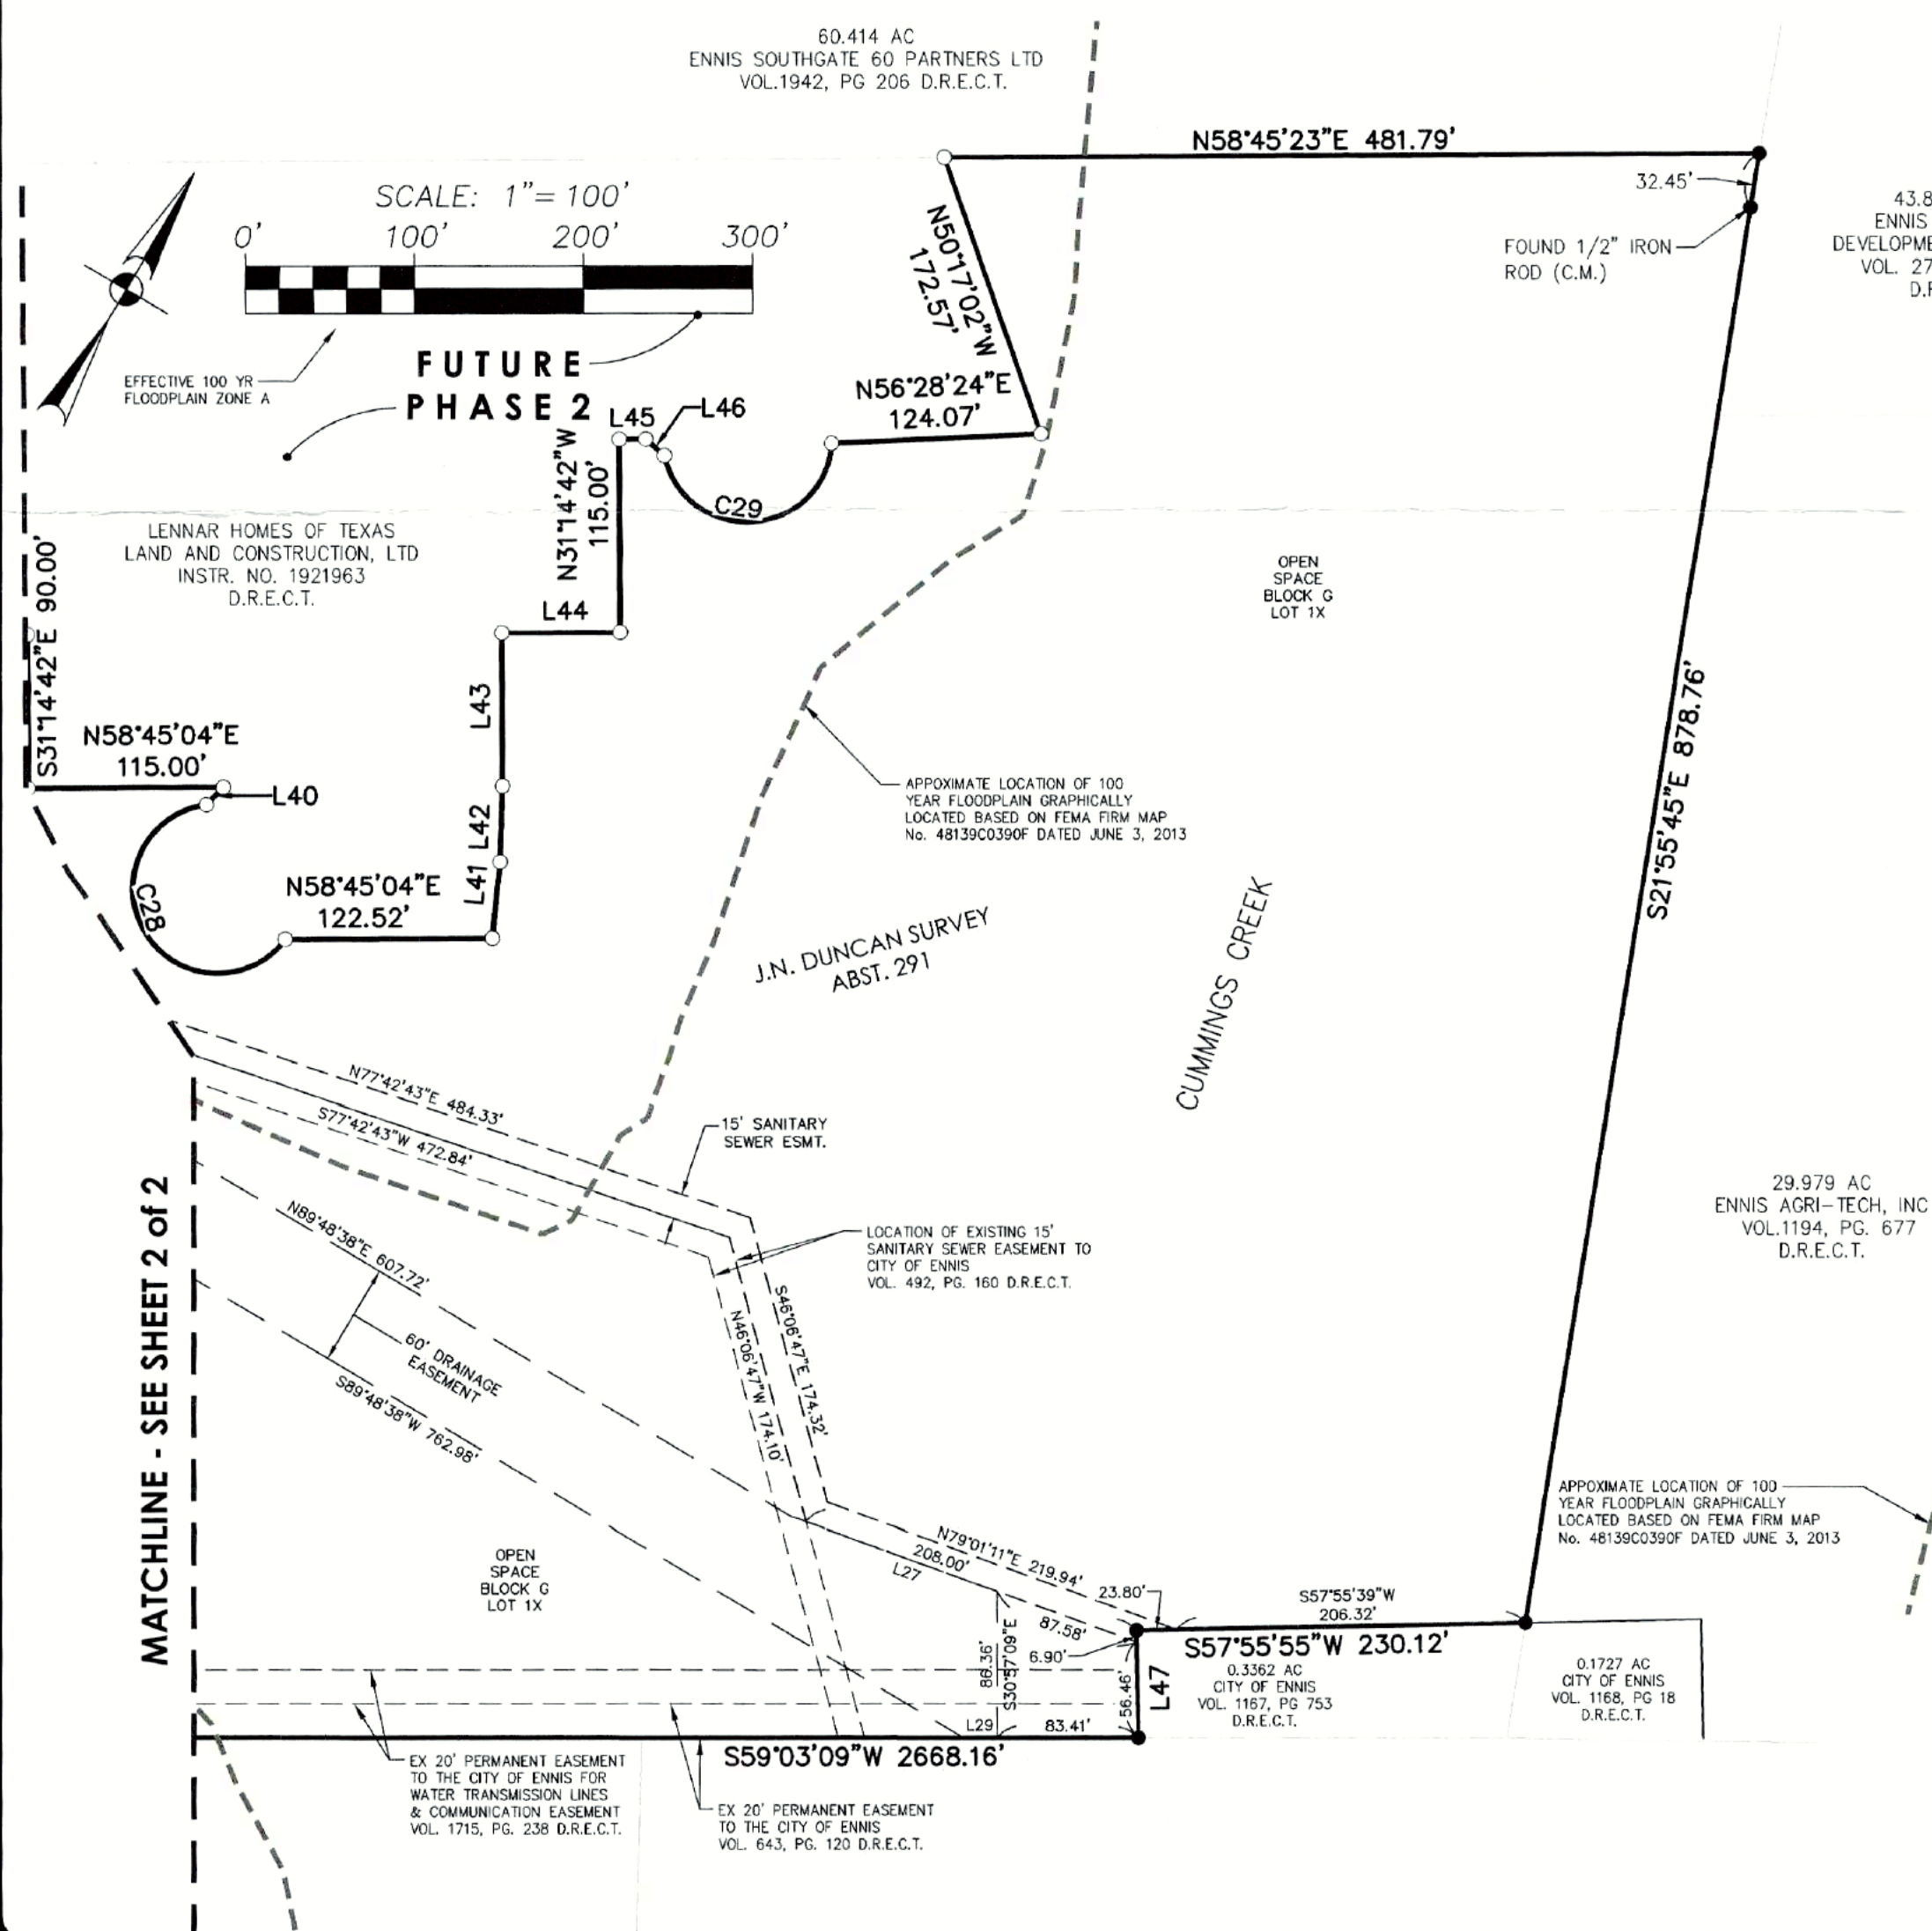 60.414 AC
ENNIS SOUTHGATE 60 PARTNERS LTD
VOL.1942, PG 206 D.R.E.C.T.
N58°45'23"E 481.79'
32.45'
FOUND 1/2" IRON
ROD (C.M.)
43.8
ENNIS
DEVELOPME
VOL. 27
SCALE: 1"= 100'
0' 100' 200' 300'
EFFECTIVE 100 YR
FLOODPLAIN ZONE A
FUTURE
PHASE 2
N50°17'02"W
172.57'
N56°28'24"E
124.07'
L45
L46
C29
N31°14'42"W
115.00'
L44
LENNAR HOMES OF TEXAS
LAND AND CONSTRUCTION, LTD
INSTR. NO. 1921963
D.R.E.C.T.
S31°14'42"E 90.00'
N58°45'04"E
115.00'
L40
L43
L42
L41
C28
N58°45'04"E
122.52'
OPEN
SPACE
BLOCK G
LOT 1X
S21°55'45"E 878.76'
APPOXIMATE LOCATION OF 100
YEAR FLOODPLAIN GRAPHICALLY
LOCATED BASED ON FEMA FIRM MAP
No. 48139C0390F DATED JUNE 3, 2013
J.N. DUNCAN SURVEY
ABST. 291
CUMMINGS CREEK
N77°42'43"E 484.33'
S77°42'43"W 472.84'
15' SANITARY
SEWER ESMT.
29.979 AC
ENNIS AGRI-TECH, INC
VOL.1194, PG. 677
D.R.E.C.T.
MATCHLINE - SEE SHEET 2 of 2
N89°48'38"E 607.72'
60' DRAINAGE
EASEMENT
S89°48'38"W 762.98'
LOCATION OF EXISTING 15'
SANITARY SEWER EASEMENT TO
CITY OF ENNIS
VOL. 492, PG. 160 D.R.E.C.T.
S46°06'47"E 174.32'
N46°06'47"W 174.10'
APPOXIMATE LOCATION OF 100
YEAR FLOODPLAIN GRAPHICALLY
LOCATED BASED ON FEMA FIRM MAP
No. 48139C0390F DATED JUNE 3, 2013
OPEN
SPACE
BLOCK G
LOT 1X
N79°01'11"E 219.94'
208.00'
L27
23.80'
S57°55'39"W
206.32'
87.58'
S57°55'55"W 230.12'
6.90'
86.36'
S30°57'09"E
56.46'
L47
0.3362 AC
CITY OF ENNIS
VOL. 1167, PG 753
D.R.E.C.T.
0.1727 AC
CITY OF ENNIS
VOL. 1168, PG 18
D.R.E.C.T.
L29
83.41'
S59°03'09"W 2668.16'
EX 20' PERMANENT EASEMENT
TO THE CITY OF ENNIS FOR
WATER TRANSMISSION LINES
& COMMUNICATION EASEMENT
VOL. 1715, PG. 238 D.R.E.C.T.
EX 20' PERMANENT EASEMENT
TO THE CITY OF ENNIS
VOL. 643, PG. 120 D.R.E.C.T.